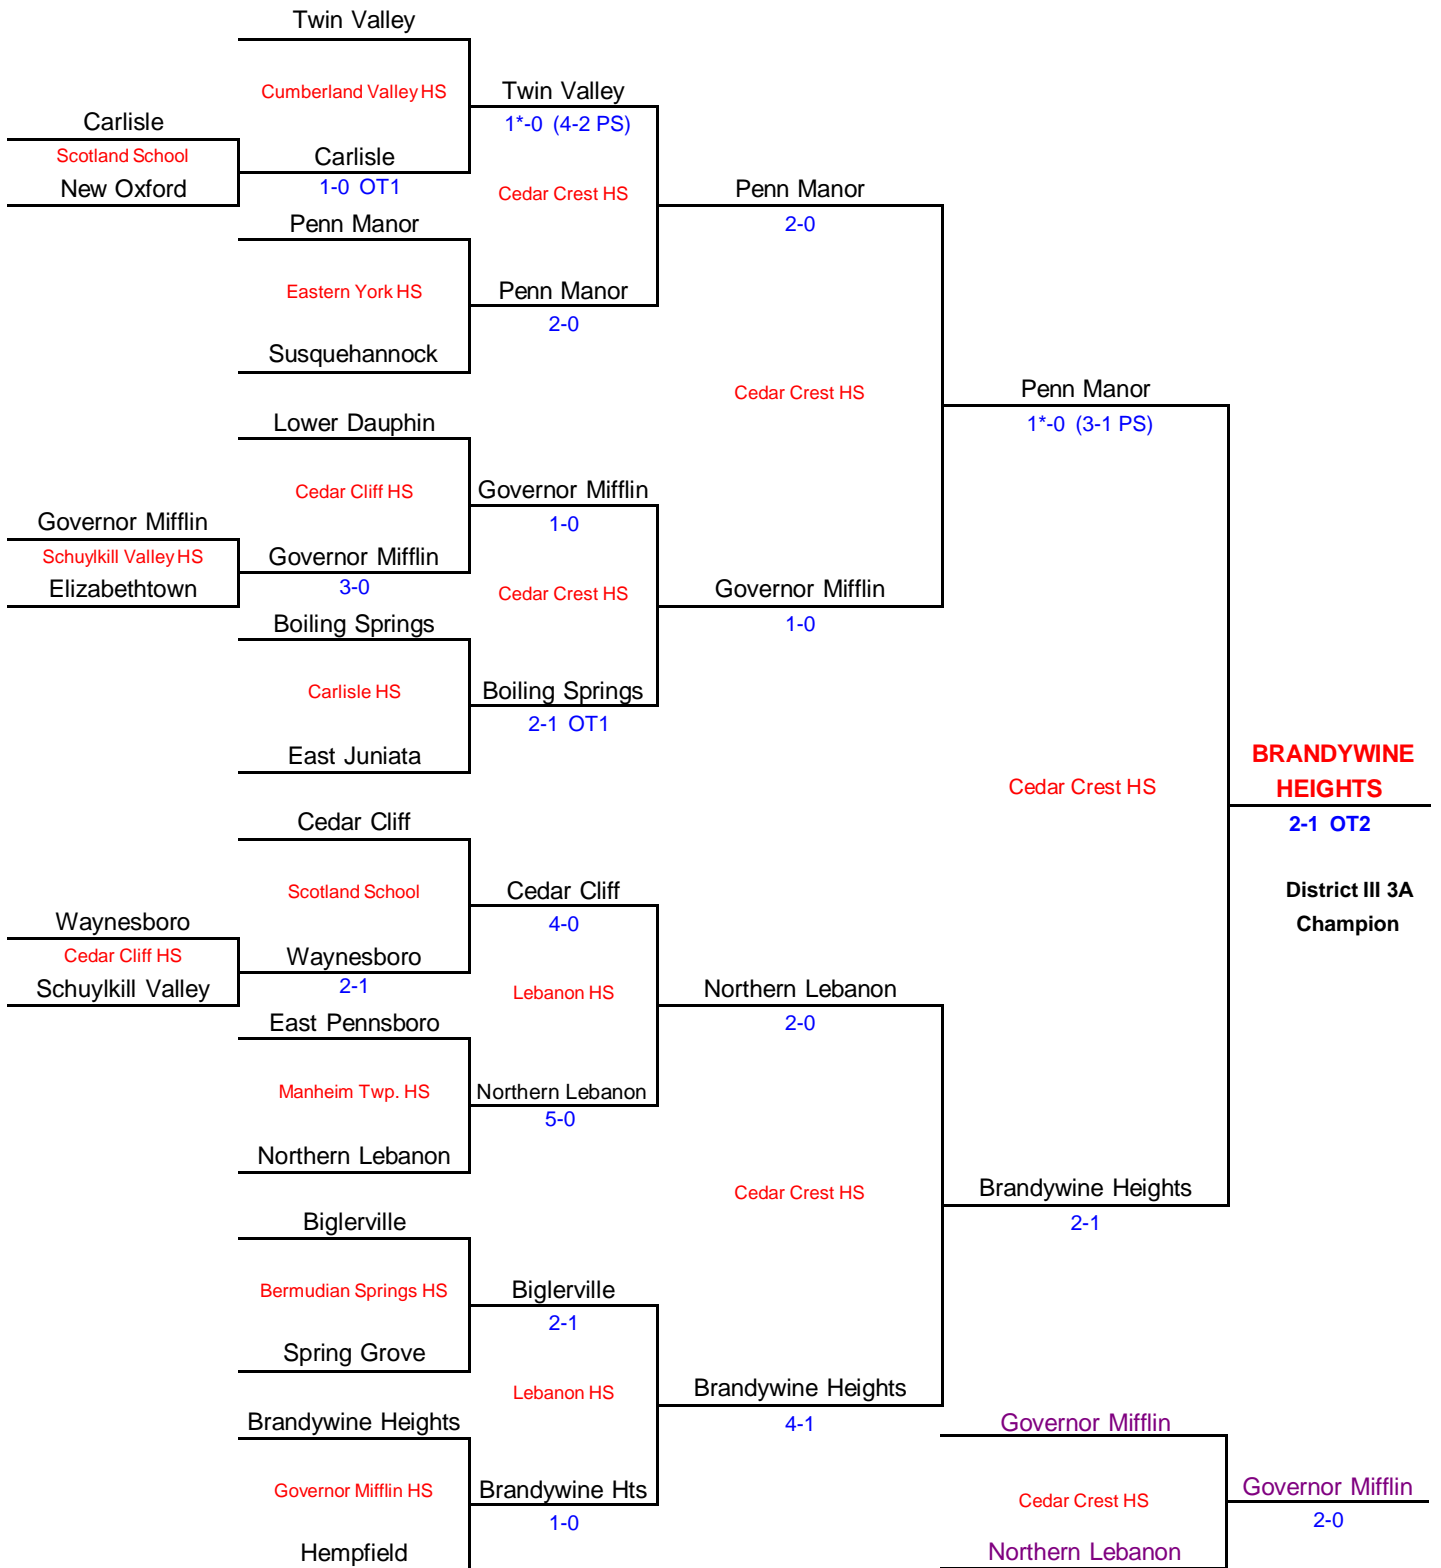 Twin Valley
Cumberland Valley HS
Twin Valley
1*-0 (4-2 PS)
Carlisle
Scotland School
New Oxford
Carlisle
1-0 OT1
Cedar Crest HS
Penn Manor
2-0
Penn Manor
Eastern York HS
Penn Manor
2-0
Susquehannock
Cedar Crest HS
Penn Manor
1*-0 (3-1 PS)
Lower Dauphin
Cedar Cliff HS
Governor Mifflin
1-0
Governor Mifflin
Schuylkill Valley HS
Elizabethtown
Governor Mifflin
3-0
Cedar Crest HS
Governor Mifflin
1-0
Boiling Springs
Carlisle HS
Boiling Springs
2-1 OT1
East Juniata
Cedar Crest HS
BRANDYWINE
HEIGHTS
2-1 OT2
District III 3A
Champion
Cedar Cliff
Scotland School
Cedar Cliff
4-0
Waynesboro
Cedar Cliff HS
Schuylkill Valley
Waynesboro
2-1
Lebanon HS
Northern Lebanon
2-0
East Pennsboro
Manheim Twp. HS
Northern Lebanon
5-0
Northern Lebanon
Cedar Crest HS
Brandywine Heights
2-1
Biglerville
Bermudian Springs HS
Biglerville
2-1
Spring Grove
Lebanon HS
Brandywine Heights
4-1
Brandywine Heights
Governor Mifflin HS
Brandywine Hts
1-0
Hempfield
Governor Mifflin
Cedar Crest HS
Northern Lebanon
Governor Mifflin
2-0